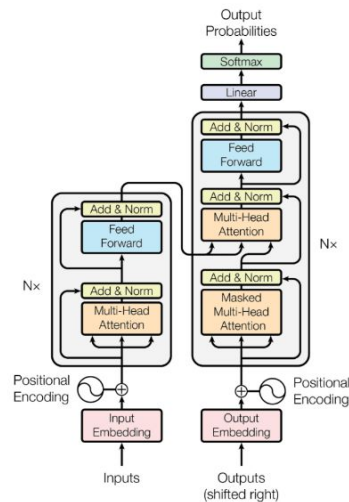 Output
Probabilities
Softmax
Linear
Add & Norm
Feed
Forward
Add & Norm
Multi-Head
Attention
Add & Norm
Masked
Multi-Head
Attention
Nx
Positional
Encoding
Output
Embedding
Outputs
(shifted right)
Add & Norm
Feed
Forward
Add & Norm
Multi-Head
Attention
Nx
Positional
Encoding
Input
Embedding
Inputs